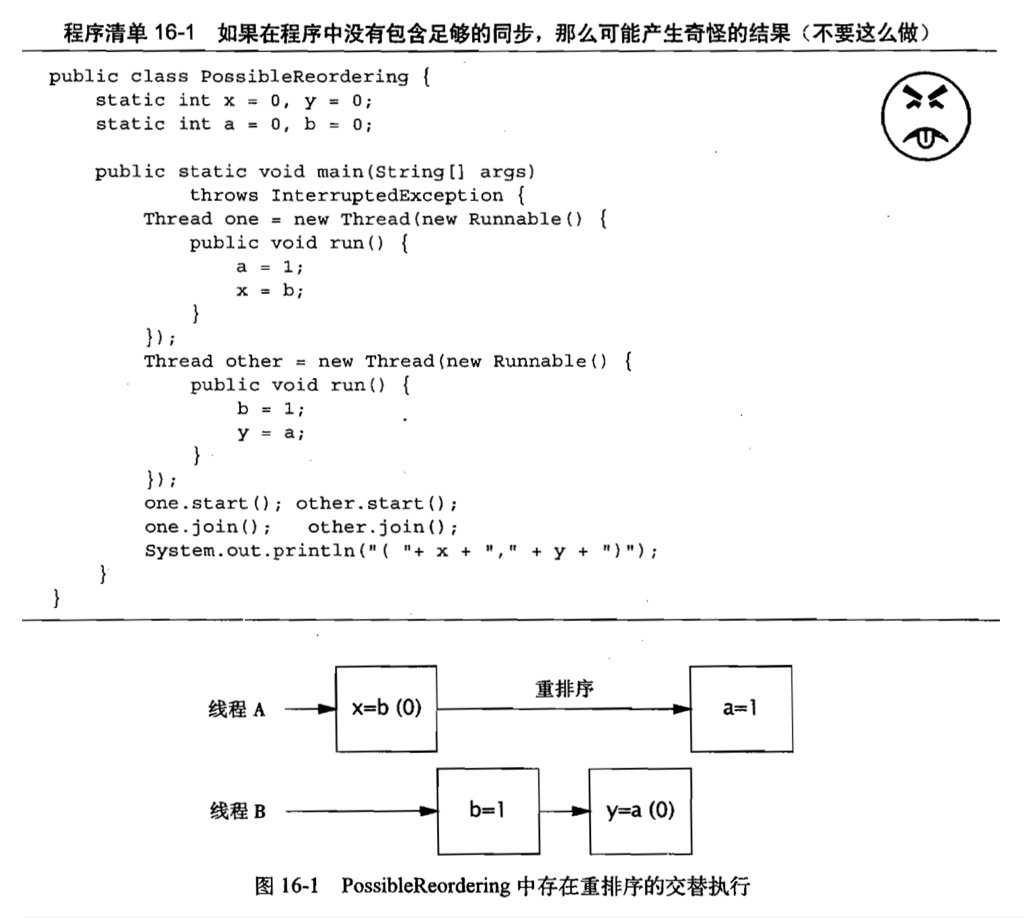 程序清单 16-1 如果在程序中没有包含足够的同步，那么可能产生奇怪的结果（不要这么做）
public class PossibleReordering {
    static int x = 0, y = 0;
    static int a = 0, b = 0;
    public static void main(String[] args)
            throws InterruptedException {
        Thread one = new Thread(new Runnable() {
            public void run() {
                a = 1;
                x = b;
            }
        });
        Thread other = new Thread(new Runnable() {
            public void run() {
                b = 1;
                y = a;
            }
        });
        one.start(); other.start();
        one.join();   other.join();
        System.out.println("( "+ x + "," + y + ")");
    }
}
线程 A
x=b (0)
重排序
a=1
线程 B
b=1
y=a (0)
图 16-1 PossibleReordering 中存在重排序的交替执行